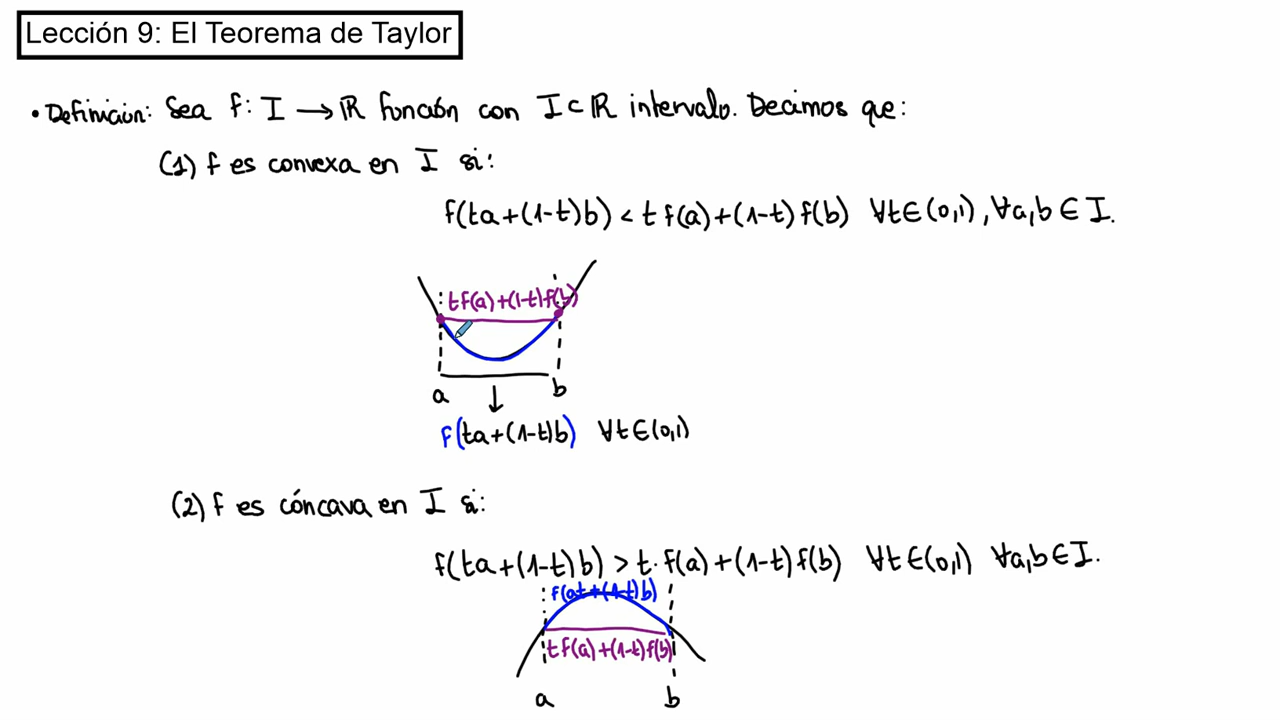 Lección 9: El Teorema de Taylor
• Definicion: Sea f: I → ℝ función con I ⊂ ℝ intervalo. Decimos que:
(1) f es convexa en I si:
f(ta+(1-t)b) < t f(a)+(1-t) f(b) ∀t∈(0,1), ∀a,b ∈ I.
tf(a)+(1-t)f(b)
a b
f(ta+(1-t)b) ∀t∈(0,1)
(2) f es cóncava en I si:
f(ta+(1-t)b) > t. f(a)+(1-t) f(b) ∀t∈(0,1) ∀a,b ∈ I.
f(at+(1-t)b)
tf(a)+(1-t)f(b)
a b